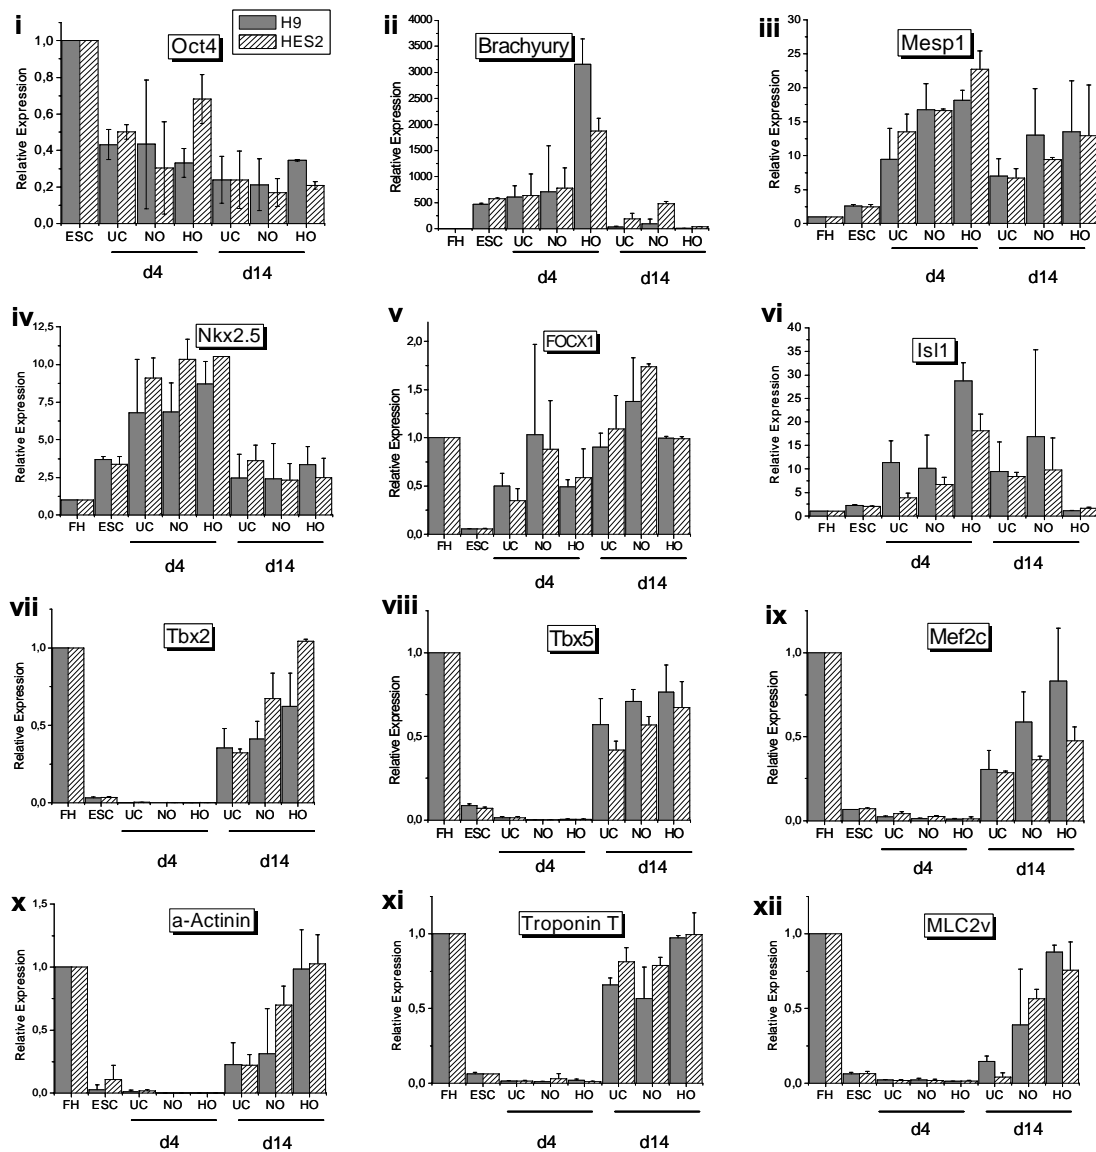 i
Oct4
H9
HES2
Relative Expression
1,0
0,8
0,6
0,4
0,2
0,0
ESC UC NO HO UC NO HO
d4 d14
ii
Brachyury
Relative Expression
4000
3500
3000
2500
2000
1500
1000
500
0
FH ESC UC NO HO UC NO HO
d4 d14
iii
Mesp1
Relative Expression
30
25
20
15
10
5
0
FH ESC UC NO HO UC NO HO
d4 d14
iv
Nkx2.5
Relative Expression
12,5
10,0
7,5
5,0
2,5
0,0
FH ESC UC NO HO UC NO HO
d4 d14
v
FOCX1
Relative Expression
2,0
1,5
1,0
0,5
0,0
FH ESC UC NO HO UC NO HO
d4 d14
vi
Isl1
Relative Expression
40
35
30
25
20
15
10
5
0
FH ESC UC NO HO UC NO HO
d4 d14
vii
Tbx2
Relative Expression
1,0
0,5
0,0
FH ESC UC NO HO UC NO HO
d4 d14
viii
Tbx5
Relative Expression
1,0
0,5
0,0
FH ESC UC NO HO UC NO HO
d4 d14
ix
Mef2c
Relative Expression
1,0
0,5
0,0
FH ESC UC NO HO UC NO HO
d4 d14
x
a-Actinin
Relative Expression
1,5
1,0
0,5
0,0
FH ESC UC NO HO UC NO HO
d4 d14
xi
Troponin T
Relative Expression
1,0
0,5
0,0
FH ESC UC NO HO UC NO HO
d4 d14
xii
MLC2v
Relative Expression
1,0
0,5
0,0
FH ESC UC NO HO UC NO HO
d4 d14